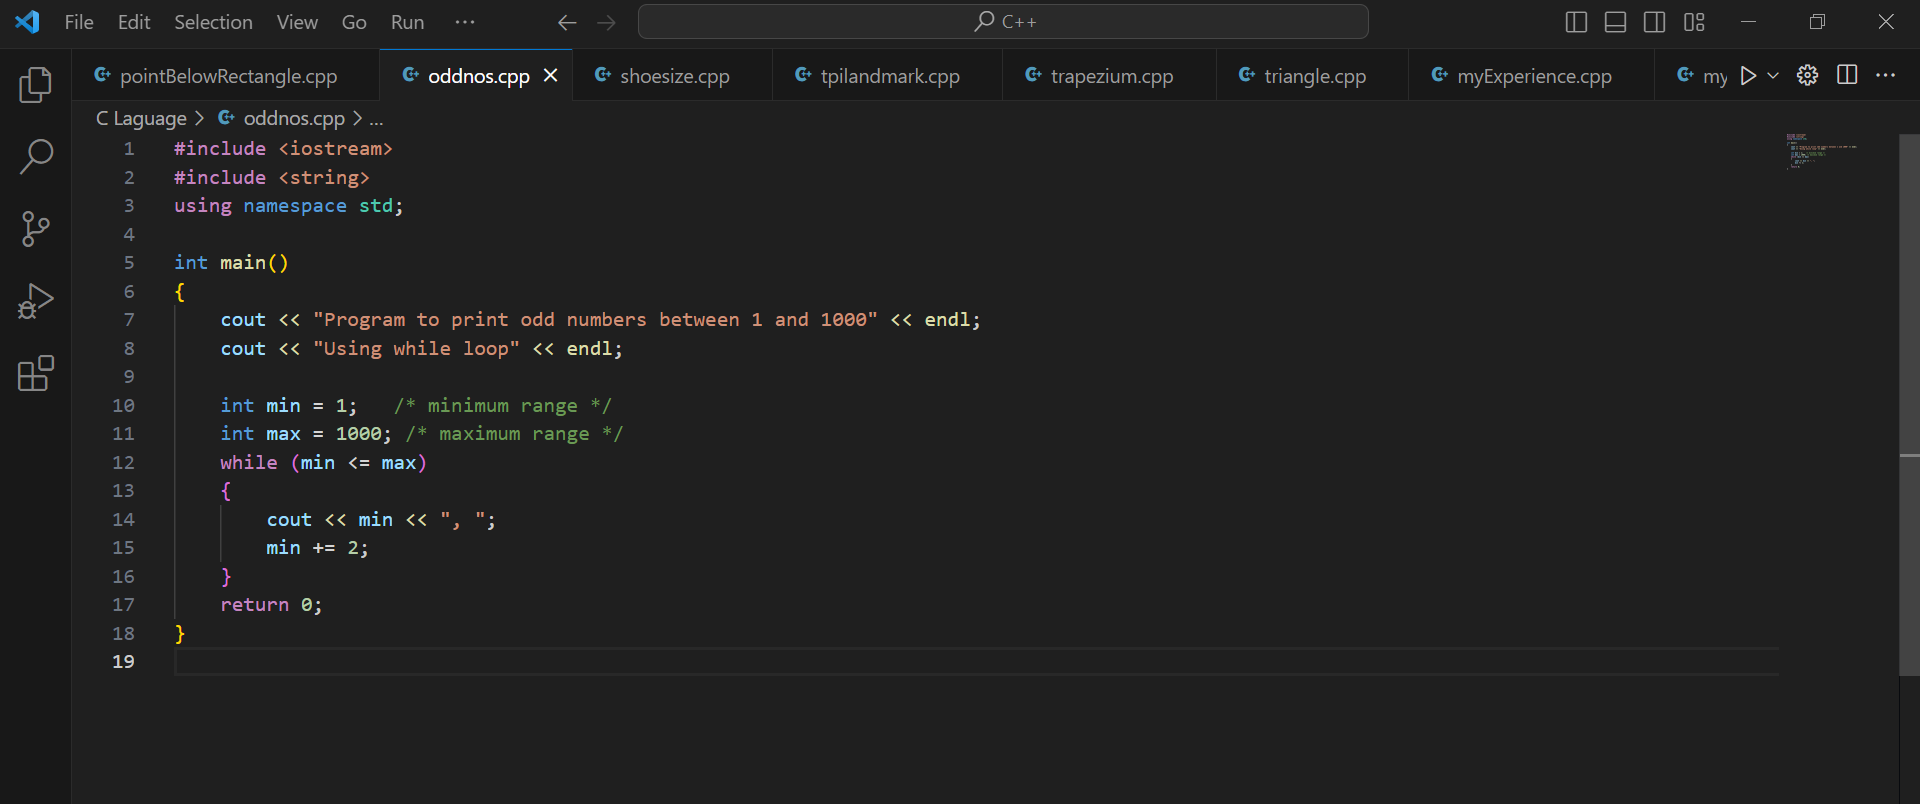 File Edit Selection View Go Run ··· C++
pointBelowRectangle.cpp oddnos.cpp shoesize.cpp tpilandmark.cpp trapezium.cpp triangle.cpp myExperience.cpp my
C Laguage > oddnos.cpp > ...
1 #include <iostream>
2 #include <string>
3 using namespace std;
4
5 int main()
6 {
7 cout << "Program to print odd numbers between 1 and 1000" << endl;
8 cout << "Using while loop" << endl;
9
10 int min = 1; /* minimum range */
11 int max = 1000; /* maximum range */
12 while (min <= max)
13 {
14 cout << min << ", ";
15 min += 2;
16 }
17 return 0;
18 }
19